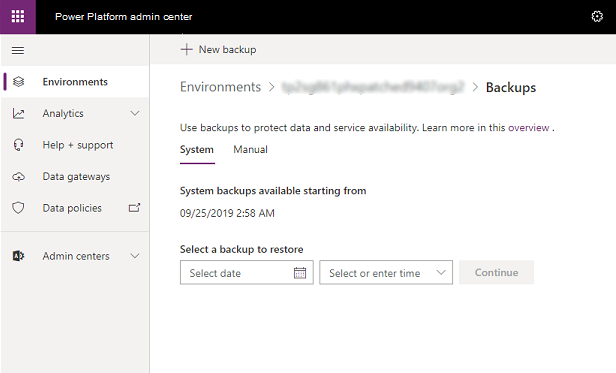 Power Platform admin center
New backup
Environments
Environments > > Backups
Analytics
Use backups to protect data and service availability. Learn more in this overview .
Help + support
System Manual
Data gateways
System backups available starting from
Data policies
09/25/2019 2:58 AM
Admin centers
Select a backup to restore
Select date Select or enter time Continue